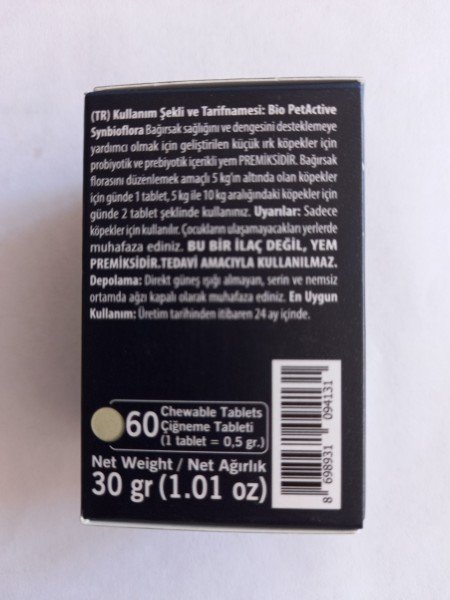 (TR) Kullanım Şekli ve Tarifnamesi: Bio PetActive
Synbioflora Bağırsak sağlığını ve dengesini desteklemeye
yardımcı olmak için geliştirilen küçük ırk köpekler için
probiyotik ve prebiyotik içerikli yem PREMİKSİDİR. Bağırsak
florasını düzenlemek amaçlı 5 kg'ın altında olan köpekler
için günde 1 tablet, 5 kg ile 10 kg aralığındaki köpekler için
günde 2 tablet şeklinde kullanınız. Uyarılar: Sadece
köpekler için kullanılır. Çocukların ulaşamayacakları yerlerde
muhafaza ediniz. BU BİR İLAÇ DEĞİL, YEM
PREMİKSİDİR.TEDAVİ AMACIYLA KULLANILMAZ.
Depolama: Direkt güneş ışığı almayan, serin ve nemsiz
ortamda ağzı kapalı olarak muhafaza ediniz. En Uygun
Kullanım: Üretim tarihinden itibaren 24 ay içinde.
60 Chewable Tablets
Çiğneme Tableti
(1 tablet = 0,5 gr.)
Net Weight / Net Ağırlık
30 gr (1.01 oz)
8 698931 094131